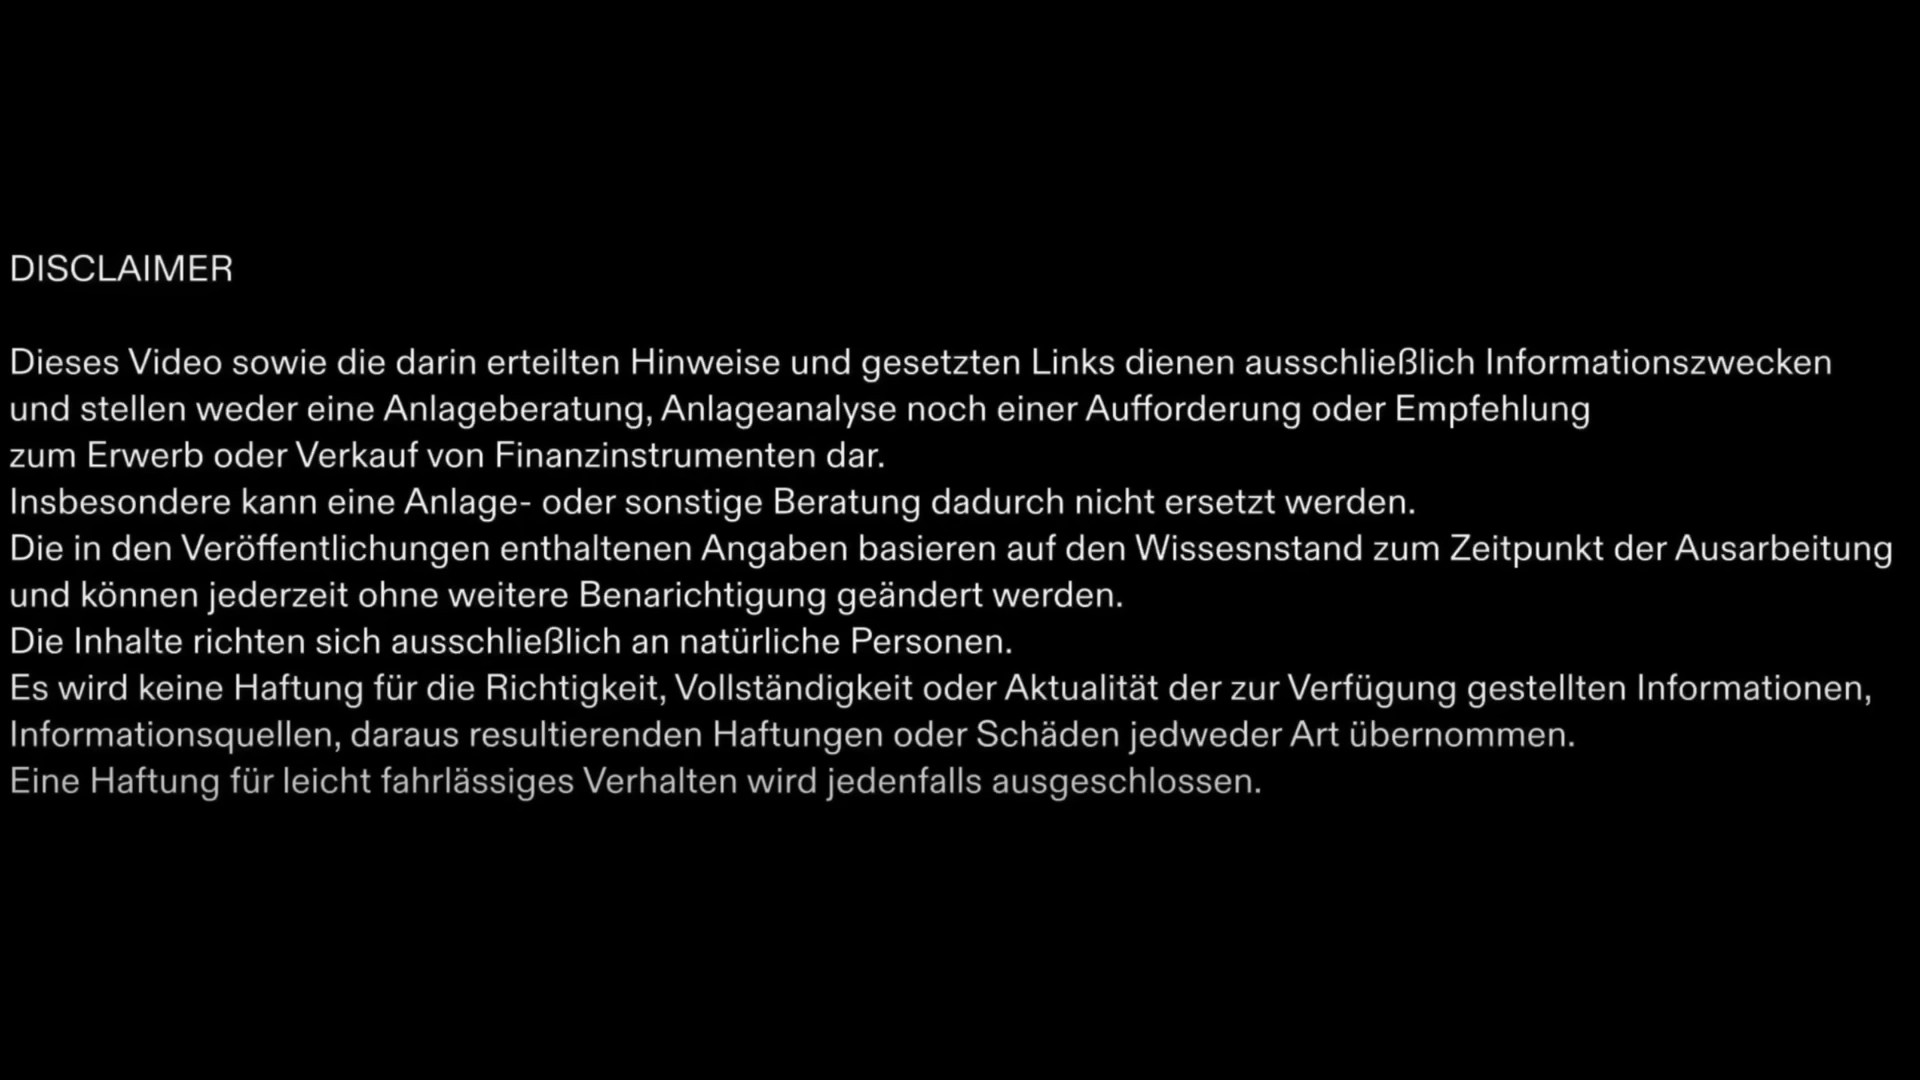 DISCLAIMER
Dieses Video sowie die darin erteilten Hinweise und gesetzten Links dienen ausschließlich Informationszwecken
und stellen weder eine Anlageberatung, Anlageanalyse noch einer Aufforderung oder Empfehlung
zum Erwerb oder Verkauf von Finanzinstrumenten dar.
Insbesondere kann eine Anlage- oder sonstige Beratung dadurch nicht ersetzt werden.
Die in den Veröffentlichungen enthaltenen Angaben basieren auf den Wissesnstand zum Zeitpunkt der Ausarbeitung
und können jederzeit ohne weitere Benarichtigung geändert werden.
Die Inhalte richten sich ausschließlich an natürliche Personen.
Es wird keine Haftung für die Richtigkeit, Vollständigkeit oder Aktualität der zur Verfügung gestellten Informationen,
Informationsquellen, daraus resultierenden Haftungen oder Schäden jedweder Art übernommen.
Eine Haftung für leicht fahrlässiges Verhalten wird jedenfalls ausgeschlossen.